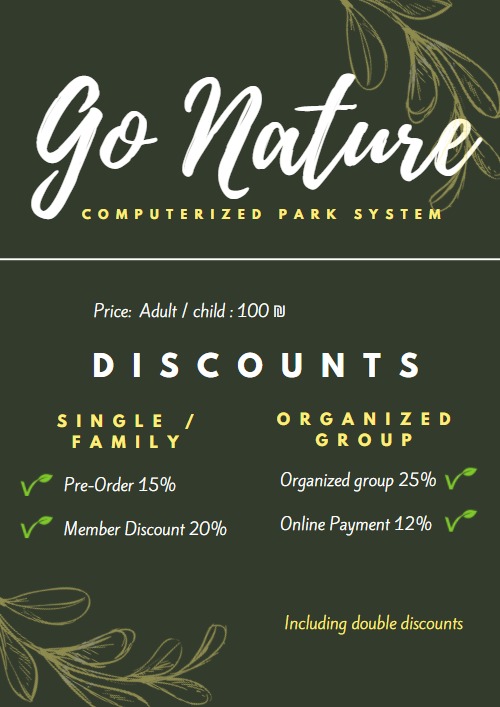 Go Nature
COMPUTERIZED PARK SYSTEM
Price: Adult / child : 100 ₪
DISCOUNTS
SINGLE /
FAMILY
Pre-Order 15%
Member Discount 20%
ORGANIZED
GROUP
Organized group 25%
Online Payment 12%
Including double discounts